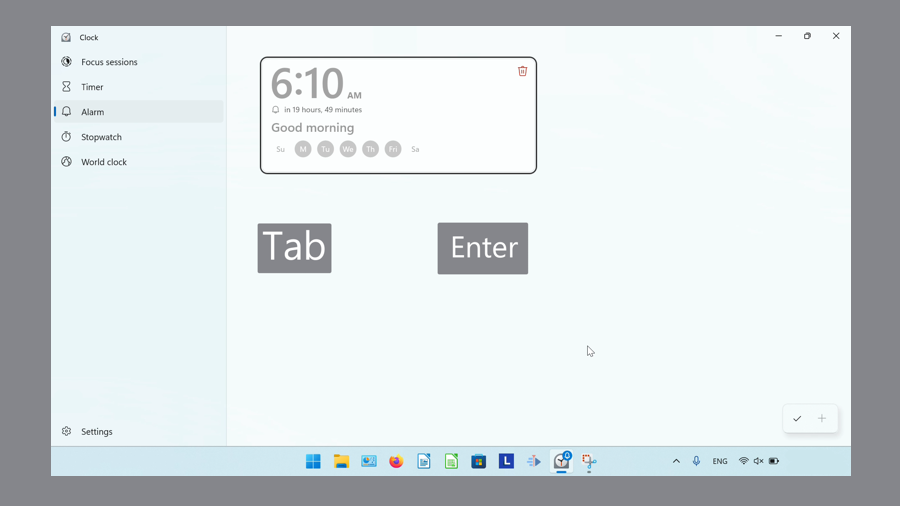 Clock
Focus sessions
Timer
Alarm
Stopwatch
World clock
Settings
6:10 AM
in 19 hours, 49 minutes
Good morning
Su M Tu We Th Fri Sa
Tab
Enter
L
ENG